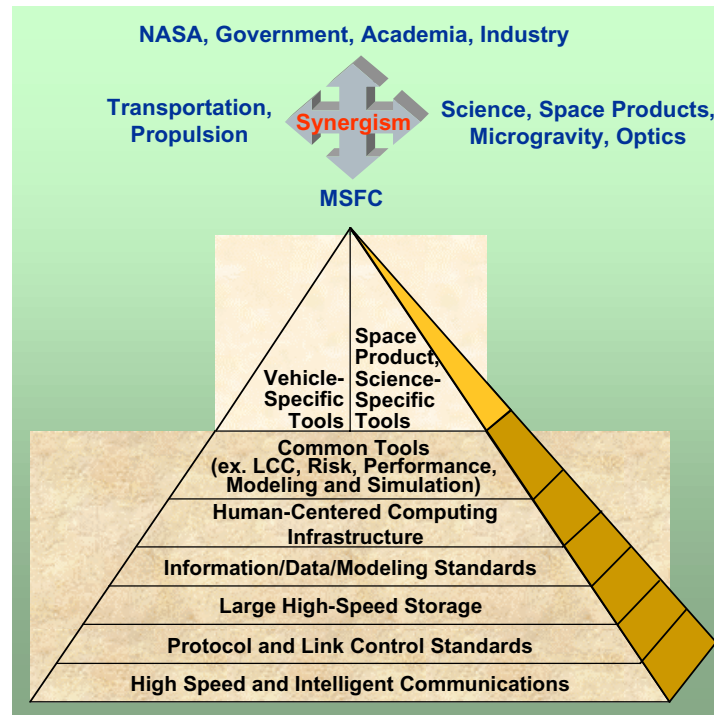 NASA, Government, Academia, Industry
Transportation,
Propulsion
Synergism
Science, Space Products,
Microgravity, Optics
MSFC
Vehicle-
Specific
Tools
Space
Product,
Science-
Specific
Tools
Common Tools
(ex. LCC, Risk, Performance,
Modeling and Simulation)
Human-Centered Computing
Infrastructure
Information/Data/Modeling Standards
Large High-Speed Storage
Protocol and Link Control Standards
High Speed and Intelligent Communications